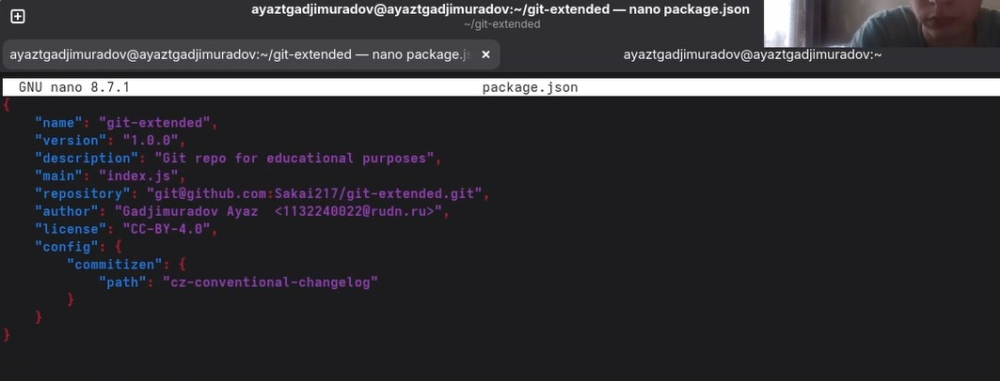 ayaztgadjimuradov@ayaztgadjimuradov:~/git-extended — nano package.json
~/git-extended
ayaztgadjimuradov@ayaztgadjimuradov:~/git-extended — nano package.js
ayaztgadjimuradov@ayaztgadjimuradov:~
GNU nano 8.7.1 package.json
{
    "name": "git-extended",
    "version": "1.0.0",
    "description": "Git repo for educational purposes",
    "main": "index.js",
    "repository": "git@github.com:Sakai217/git-extended.git",
    "author": "Gadjimuradov Ayaz  <1132240022@rudn.ru>",
    "license": "CC-BY-4.0",
    "config": {
        "commitizen": {
            "path": "cz-conventional-changelog"
        }
    }
}